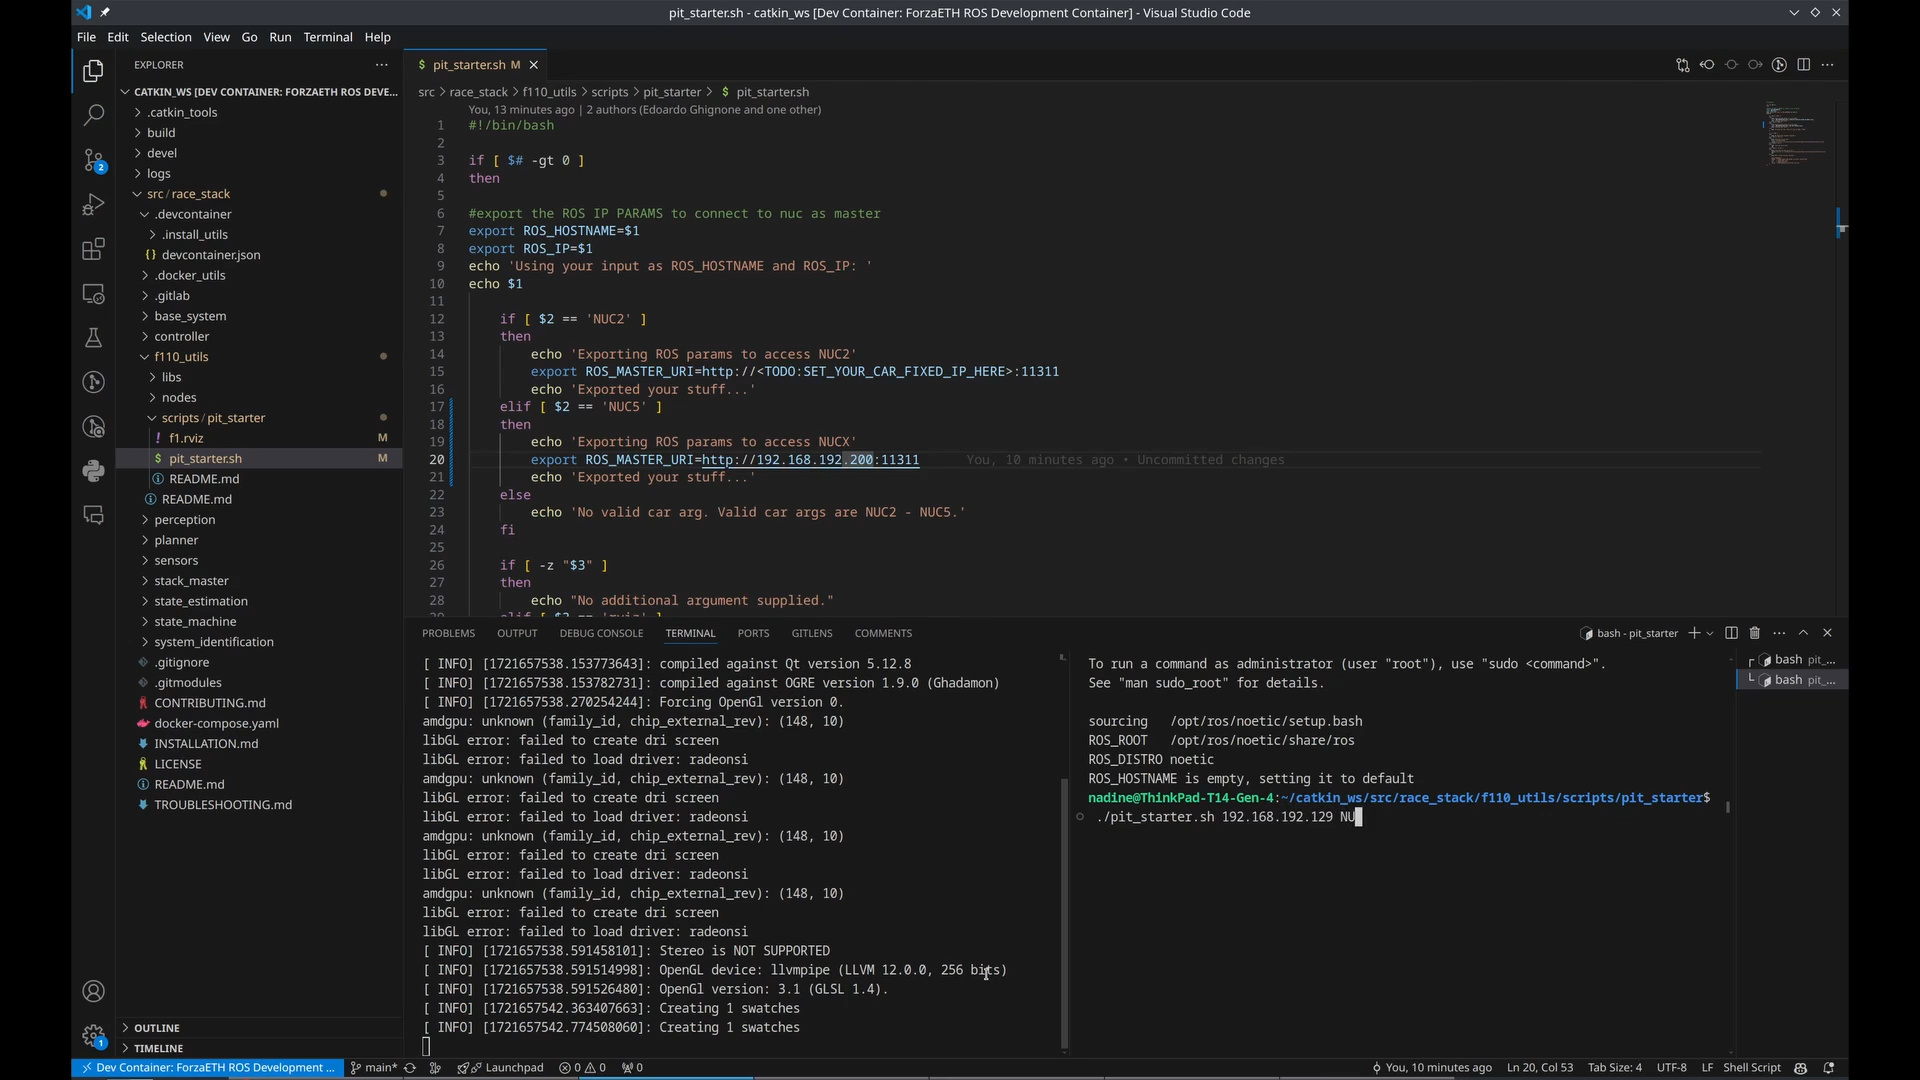 pit_starter.sh - catkin_ws [Dev Container: ForzaETH ROS Development Container] - Visual Studio Code
File Edit Selection View Go Run Terminal Help
EXPLORER
CATKIN_WS [DEV CONTAINER: FORZAETH ROS DEVE...
.catkin_tools
build
devel
logs
src / race_stack
.devcontainer
.install_utils
{} devcontainer.json
.docker_utils
.gitlab
base_system
controller
f110_utils
libs
nodes
scripts / pit_starter
! f1.rviz M
$ pit_starter.sh M
README.md
README.md
perception
planner
sensors
stack_master
state_estimation
state_machine
system_identification
.gitignore
.gitmodules
CONTRIBUTING.md
docker-compose.yaml
INSTALLATION.md
LICENSE
README.md
TROUBLESHOOTING.md
OUTLINE
TIMELINE
2
1
$ pit_starter.sh M
src > race_stack > f110_utils > scripts > pit_starter > $ pit_starter.sh
You, 13 minutes ago | 2 authors (Edoardo Ghignone and one other)
1 #!/bin/bash
2
3 if [ $# -gt 0 ]
4 then
5
6 #export the ROS IP PARAMS to connect to nuc as master
7 export ROS_HOSTNAME=$1
8 export ROS_IP=$1
9 echo 'Using your input as ROS_HOSTNAME and ROS_IP: '
10 echo $1
11
12 if [ $2 == 'NUC2' ]
13 then
14 echo 'Exporting ROS params to access NUC2'
15 export ROS_MASTER_URI=http://<TODO:SET_YOUR_CAR_FIXED_IP_HERE>:11311
16 echo 'Exported your stuff...'
17 elif [ $2 == 'NUC5' ]
18 then
19 echo 'Exporting ROS params to access NUCX'
20 export ROS_MASTER_URI=http://192.168.192.200:11311 You, 10 minutes ago • Uncommitted changes
21 echo 'Exported your stuff...'
22 else
23 echo 'No valid car arg. Valid car args are NUC2 - NUC5.'
24 fi
25
26 if [ -z "$3" ]
27 then
28 echo "No additional argument supplied."
29 elif [ $3 == 'rviz' ]
PROBLEMS OUTPUT DEBUG CONSOLE TERMINAL PORTS GITLENS COMMENTS
bash - pit_starter
[ INFO] [1721657538.153773643]: compiled against Qt version 5.12.8
[ INFO] [1721657538.153782731]: compiled against OGRE version 1.9.0 (Ghadamon)
[ INFO] [1721657538.270254244]: Forcing OpenGl version 0.
amdgpu: unknown (family_id, chip_external_rev): (148, 10)
libGL error: failed to create dri screen
libGL error: failed to load driver: radeonsi
amdgpu: unknown (family_id, chip_external_rev): (148, 10)
libGL error: failed to create dri screen
libGL error: failed to load driver: radeonsi
amdgpu: unknown (family_id, chip_external_rev): (148, 10)
libGL error: failed to create dri screen
libGL error: failed to load driver: radeonsi
amdgpu: unknown (family_id, chip_external_rev): (148, 10)
libGL error: failed to create dri screen
libGL error: failed to load driver: radeonsi
[ INFO] [1721657538.591458101]: Stereo is NOT SUPPORTED
[ INFO] [1721657538.591514998]: OpenGL device: llvmpipe (LLVM 12.0.0, 256 bits)
[ INFO] [1721657538.591526480]: OpenGl version: 3.1 (GLSL 1.4).
[ INFO] [1721657542.363407663]: Creating 1 swatches
[ INFO] [1721657542.774508060]: Creating 1 swatches
To run a command as administrator (user "root"), use "sudo <command>".
See "man sudo_root" for details.
sourcing /opt/ros/noetic/setup.bash
ROS_ROOT /opt/ros/noetic/share/ros
ROS_DISTRO noetic
ROS_HOSTNAME is empty, setting it to default
nadine@ThinkPad-T14-Gen-4:~/catkin_ws/src/race_stack/f110_utils/scripts/pit_starter$
./pit_starter.sh 192.168.192.129 NU
bash pit_...
bash pit_...
Dev Container: ForzaETH ROS Development ... main* Launchpad 0 0 0 You, 10 minutes ago Ln 20, Col 53 Tab Size: 4 UTF-8 LF Shell Script